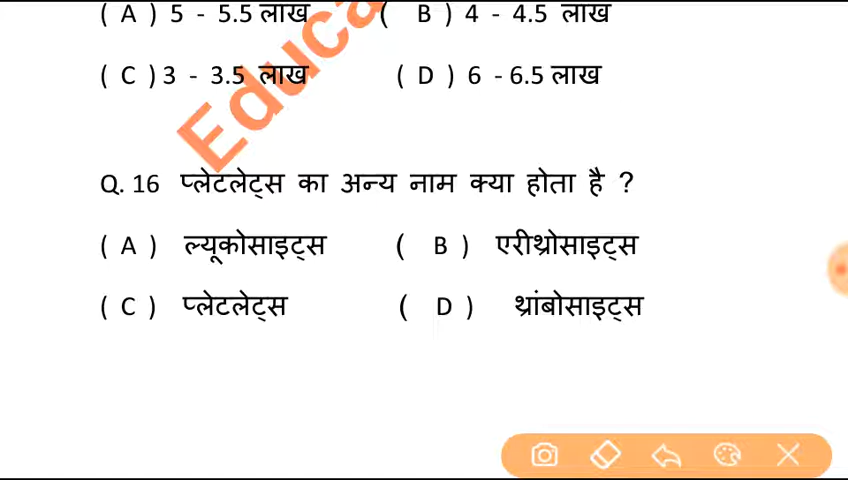 ( A ) 5 - 5.5 लाख ( B ) 4 - 4.5 लाख
( C ) 3 - 3.5 लाख ( D ) 6 - 6.5 लाख
Educa
Q. 16 प्लेटलेट्स का अन्य नाम क्या होता है ?
( A ) ल्यूकोसाइट्स ( B ) एरीथ्रोसाइट्स
( C ) प्लेटलेट्स ( D ) थ्रांबोसाइट्स